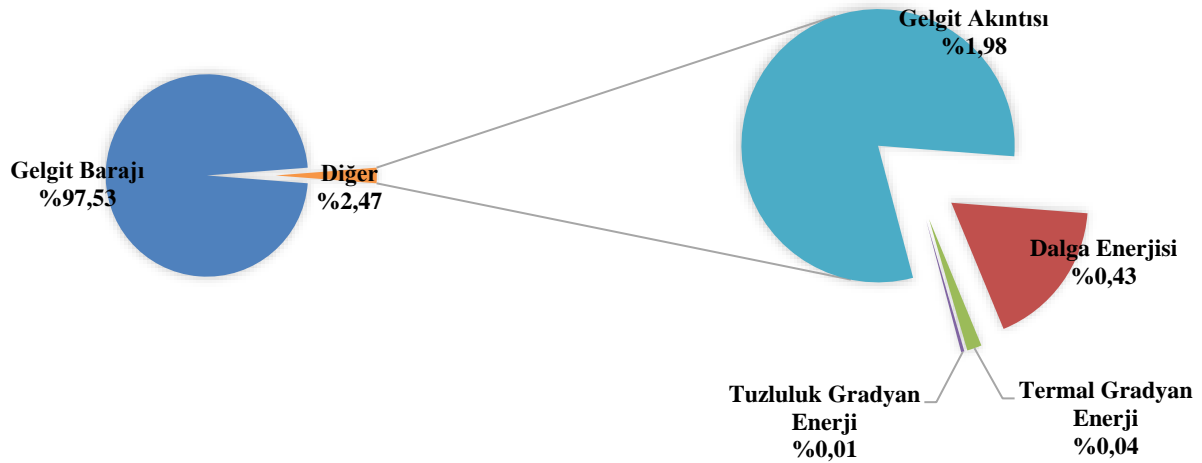 Gelgit Barajı
%97,53
Diğer
%2,47
Gelgit Akıntısı
%1,98
Dalga Enerjisi
%0,43
Tuzluluk Gradyan
Enerji
%0,01
Termal Gradyan
Enerji
%0,04